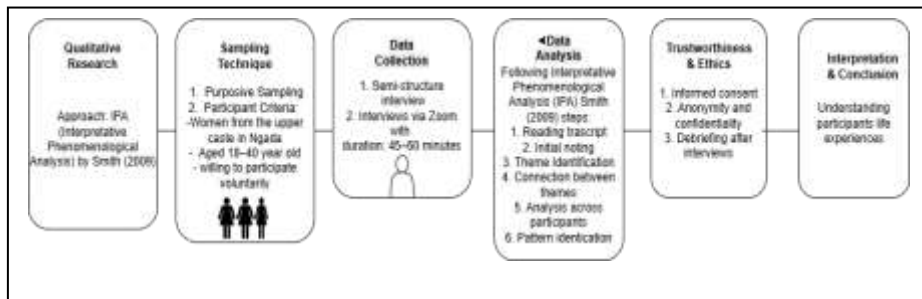 Qualitative
Research
Approach: IPA
(Interpretative
Phenomenological
Analysis) by Smith (2009)
Sampling
Technique
1. Purposive Sampling
2. Participant Criteria:
-Women from the upper
caste in Ngada
- Aged 18–40 year old
- willing to participate
voluntarity
Data
Collection
1. Semi-structure
interview
2. Interviews via Zoom
with
duration: 45–60 minutes
◄Data
Analysis
Following Interpretative
Phenomenological
Analysis (IPA) Smith
(2009) steps:
1. Reading trascript
2. Initial noting
3. Theme Identification
4. Connection between
themes
5. Analysis across
participants
6. Pattern identication
Trustworthiness
& Ethics
1. Informed consent
2. Anonymity and
confidentiality
3. Debriefing after
interviews
Interpretation
& Conclusion
Understanding
participants life
experiences